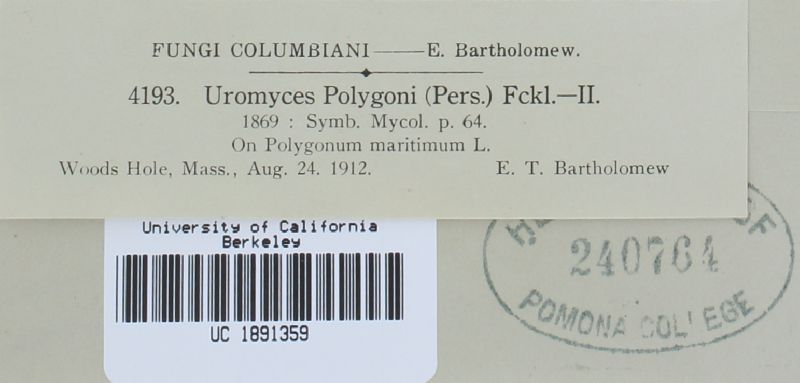 FUNGI COLUMBIANI——E. Bartholomew.
4193. Uromyces Polygoni (Pers.) Fckl.—II.
1869 : Symb. Mycol. p. 64.
On Polygonum maritimum L.
Woods Hole, Mass., Aug. 24. 1912. E. T. Bartholomew
University of California
Berkeley
UC 1891359
OF
240764
POMONA COLLEGE